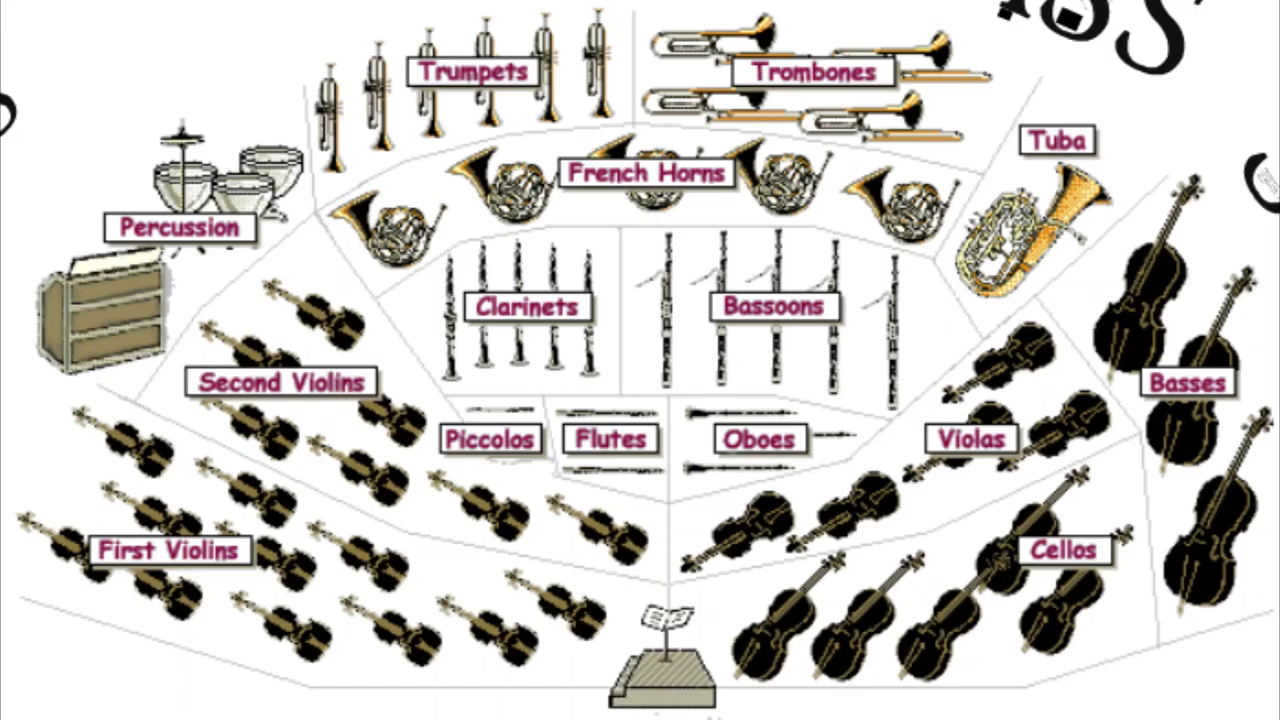 Trumpets
Trombones
Tuba
French Horns
Percussion
Clarinets
Bassoons
Second Violins
Basses
Piccolos
Flutes
Oboes
Violas
First Violins
Cellos